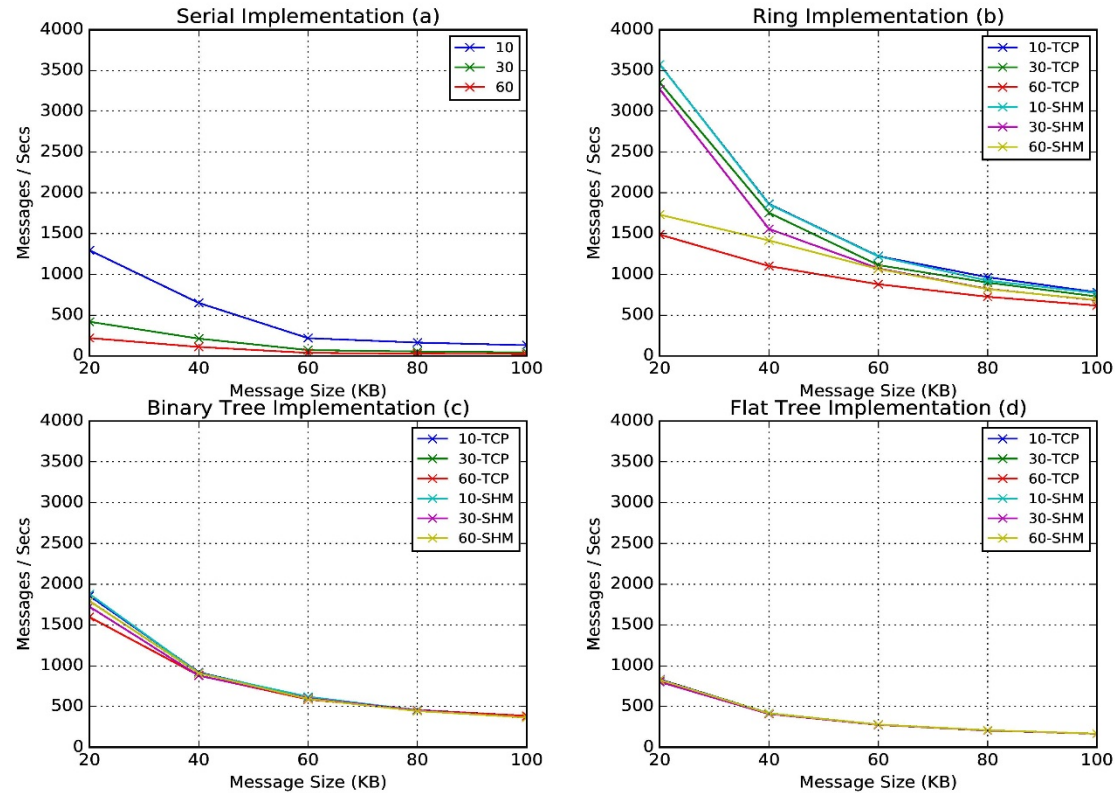 Serial Implementation (a)
Messages / Secs
4000
3500
3000
2500
2000
1500
1000
500
0
10
30
60
20 40 60 80 100
Message Size (KB)
Ring Implementation (b)
Messages / Secs
4000
3500
3000
2500
2000
1500
1000
500
0
10-TCP
30-TCP
60-TCP
10-SHM
30-SHM
60-SHM
20 40 60 80 100
Message Size (KB)
Binary Tree Implementation (c)
Messages / Secs
4000
3500
3000
2500
2000
1500
1000
500
0
10-TCP
30-TCP
60-TCP
10-SHM
30-SHM
60-SHM
20 40 60 80 100
Message Size (KB)
Flat Tree Implementation (d)
Messages / Secs
4000
3500
3000
2500
2000
1500
1000
500
0
10-TCP
30-TCP
60-TCP
10-SHM
30-SHM
60-SHM
20 40 60 80 100
Message Size (KB)